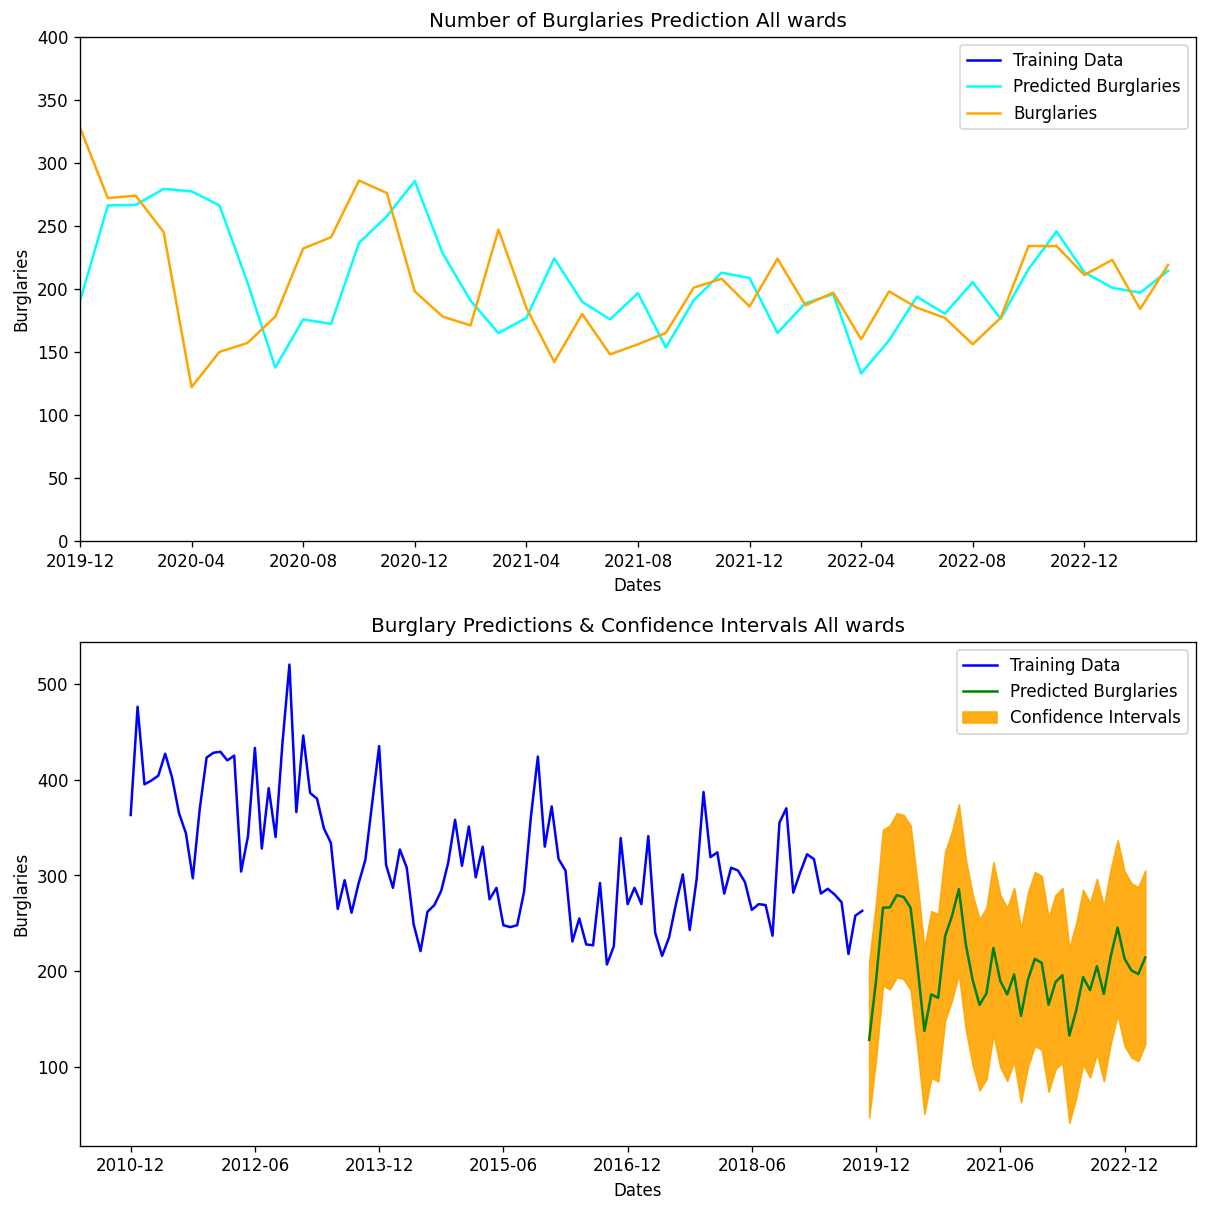 Number of Burglaries Prediction All wards
400
350
300
250
200
150
100
50
0
Burglaries
Training Data
Predicted Burglaries
Burglaries
2019-12 2020-04 2020-08 2020-12 2021-04 2021-08 2021-12 2022-04 2022-08 2022-12
Dates
Burglary Predictions & Confidence Intervals All wards
500
400
300
200
100
Burglaries
Training Data
Predicted Burglaries
Confidence Intervals
2010-12 2012-06 2013-12 2015-06 2016-12 2018-06 2019-12 2021-06 2022-12
Dates